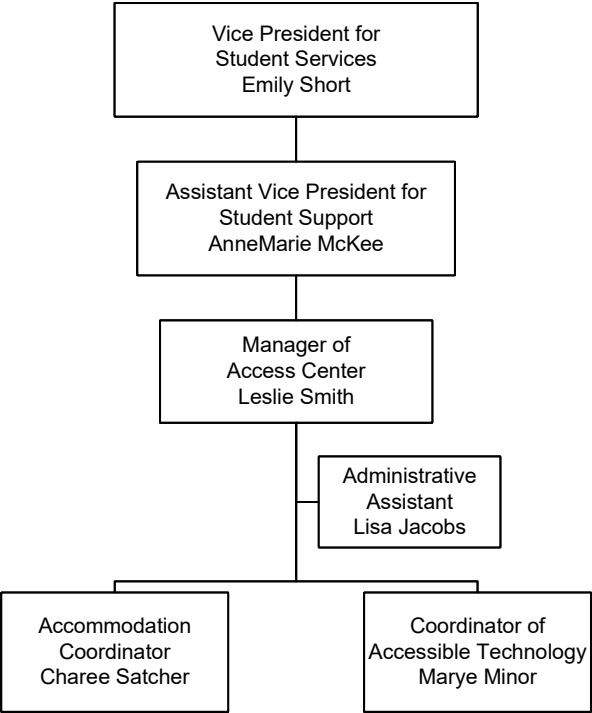 Vice President for
Student Services
Emily Short
Assistant Vice President for
Student Support
AnneMarie McKee
Manager of
Access Center
Leslie Smith
Administrative
Assistant
Lisa Jacobs
Accommodation
Coordinator
Charee Satcher
Coordinator of
Accessible Technology
Marye Minor